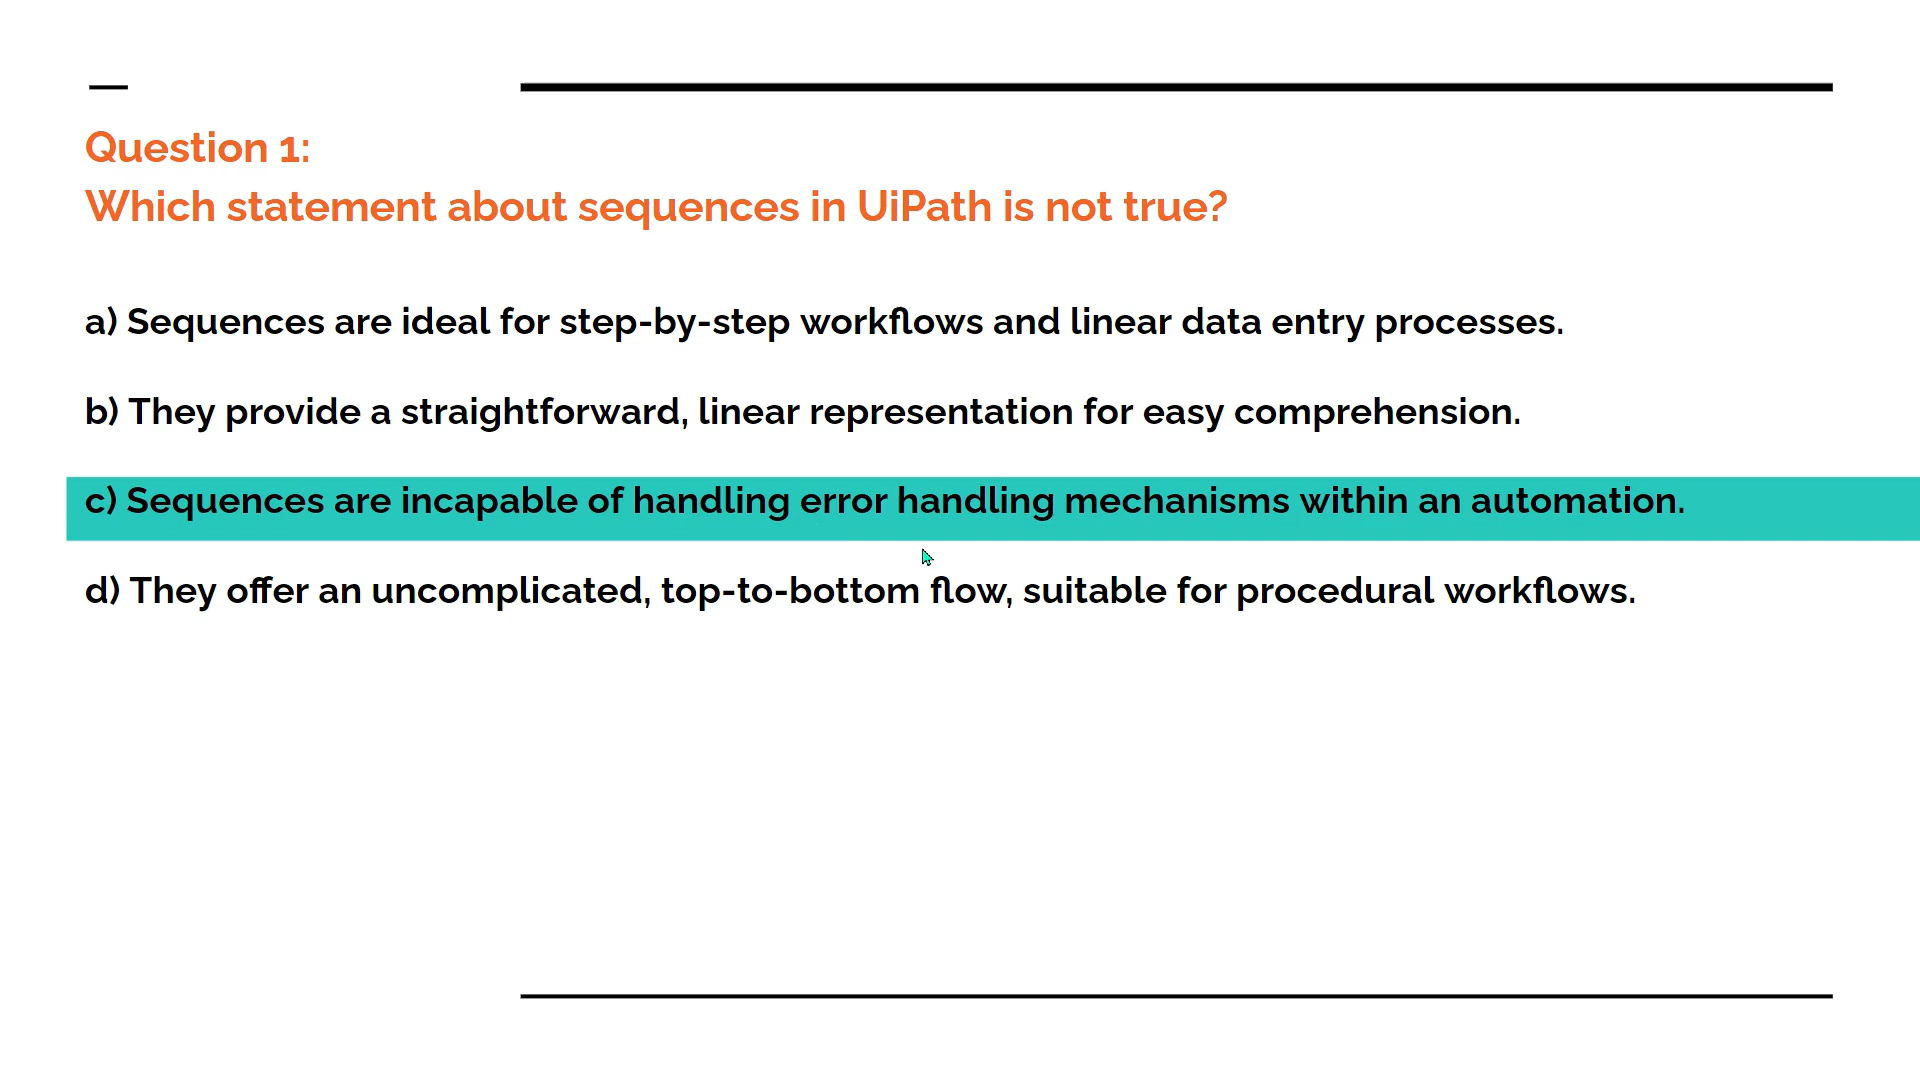 Question 1:
Which statement about sequences in UiPath is not true?
a) Sequences are ideal for step-by-step workflows and linear data entry processes.
b) They provide a straightforward, linear representation for easy comprehension.
c) Sequences are incapable of handling error handling mechanisms within an automation.
d) They offer an uncomplicated, top-to-bottom flow, suitable for procedural workflows.